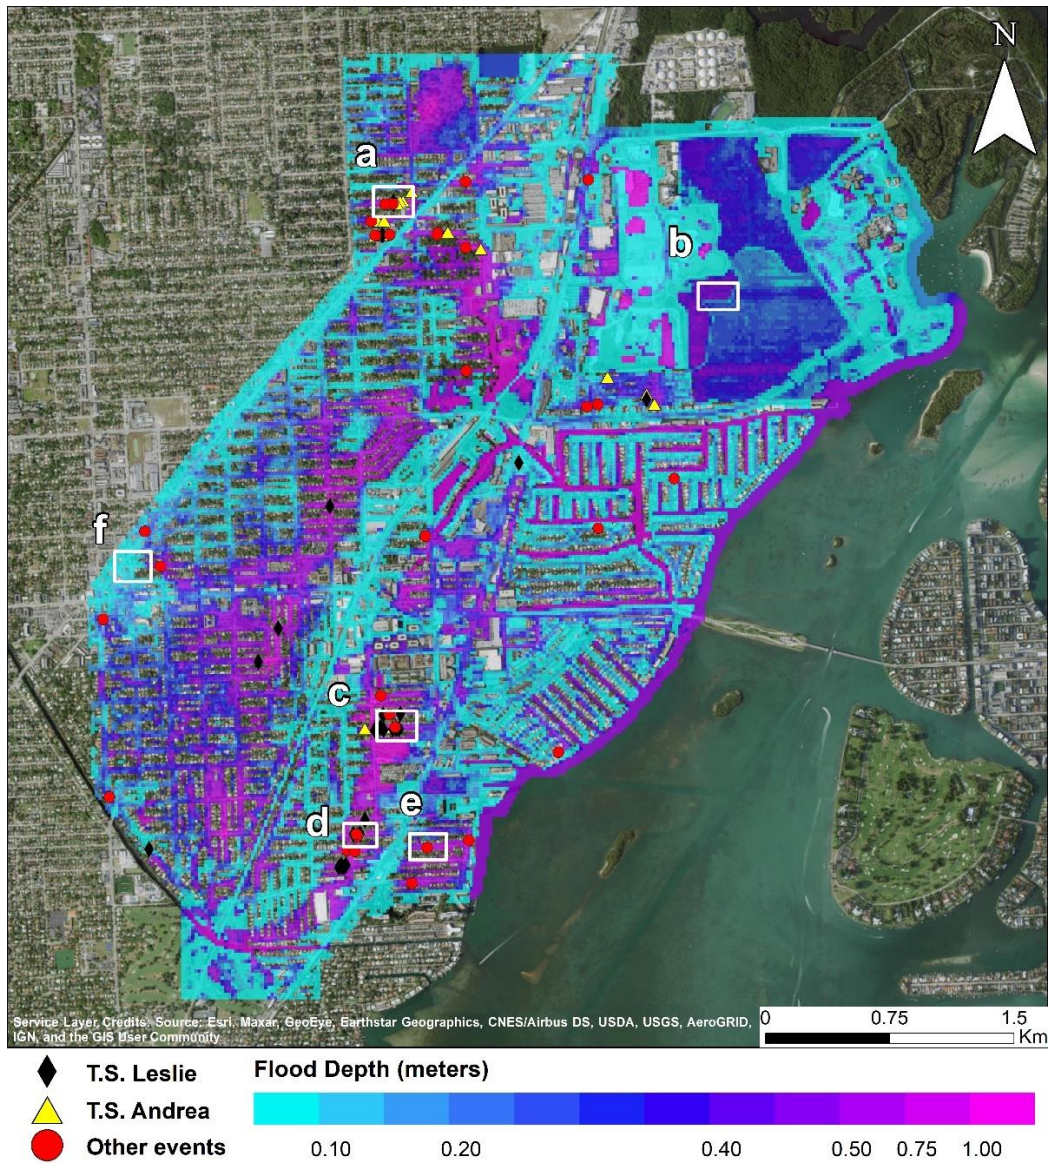 N
a
b
f
c
e
d
Service Layer Credits: Source: Esri, Maxar, GeoEye, Earthstar Geographics, CNES/Airbus DS, USDA, USGS, AeroGRID,
IGN, and the GIS User Community
0 0.75 1.5
Km
T.S. Leslie
T.S. Andrea
Other events
Flood Depth (meters)
0.10 0.20 0.40 0.50 0.75 1.00